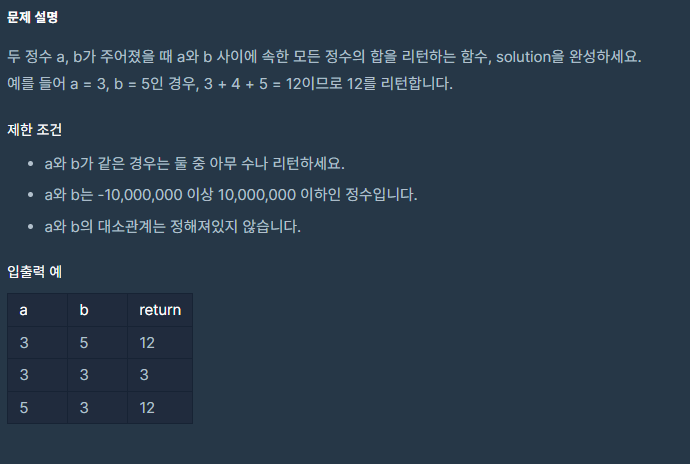 문제 설명
두 정수 a, b가 주어졌을 때 a와 b 사이에 속한 모든 정수의 합을 리턴하는 함수, solution을 완성하세요.
예를 들어 a = 3, b = 5인 경우, 3 + 4 + 5 = 12이므로 12를 리턴합니다.
제한 조건
• a와 b가 같은 경우는 둘 중 아무 수나 리턴하세요.
• a와 b는 -10,000,000 이상 10,000,000 이하인 정수입니다.
• a와 b의 대소관계는 정해져있지 않습니다.
입출력 예
a b return
3 5 12
3 3 3
5 3 12